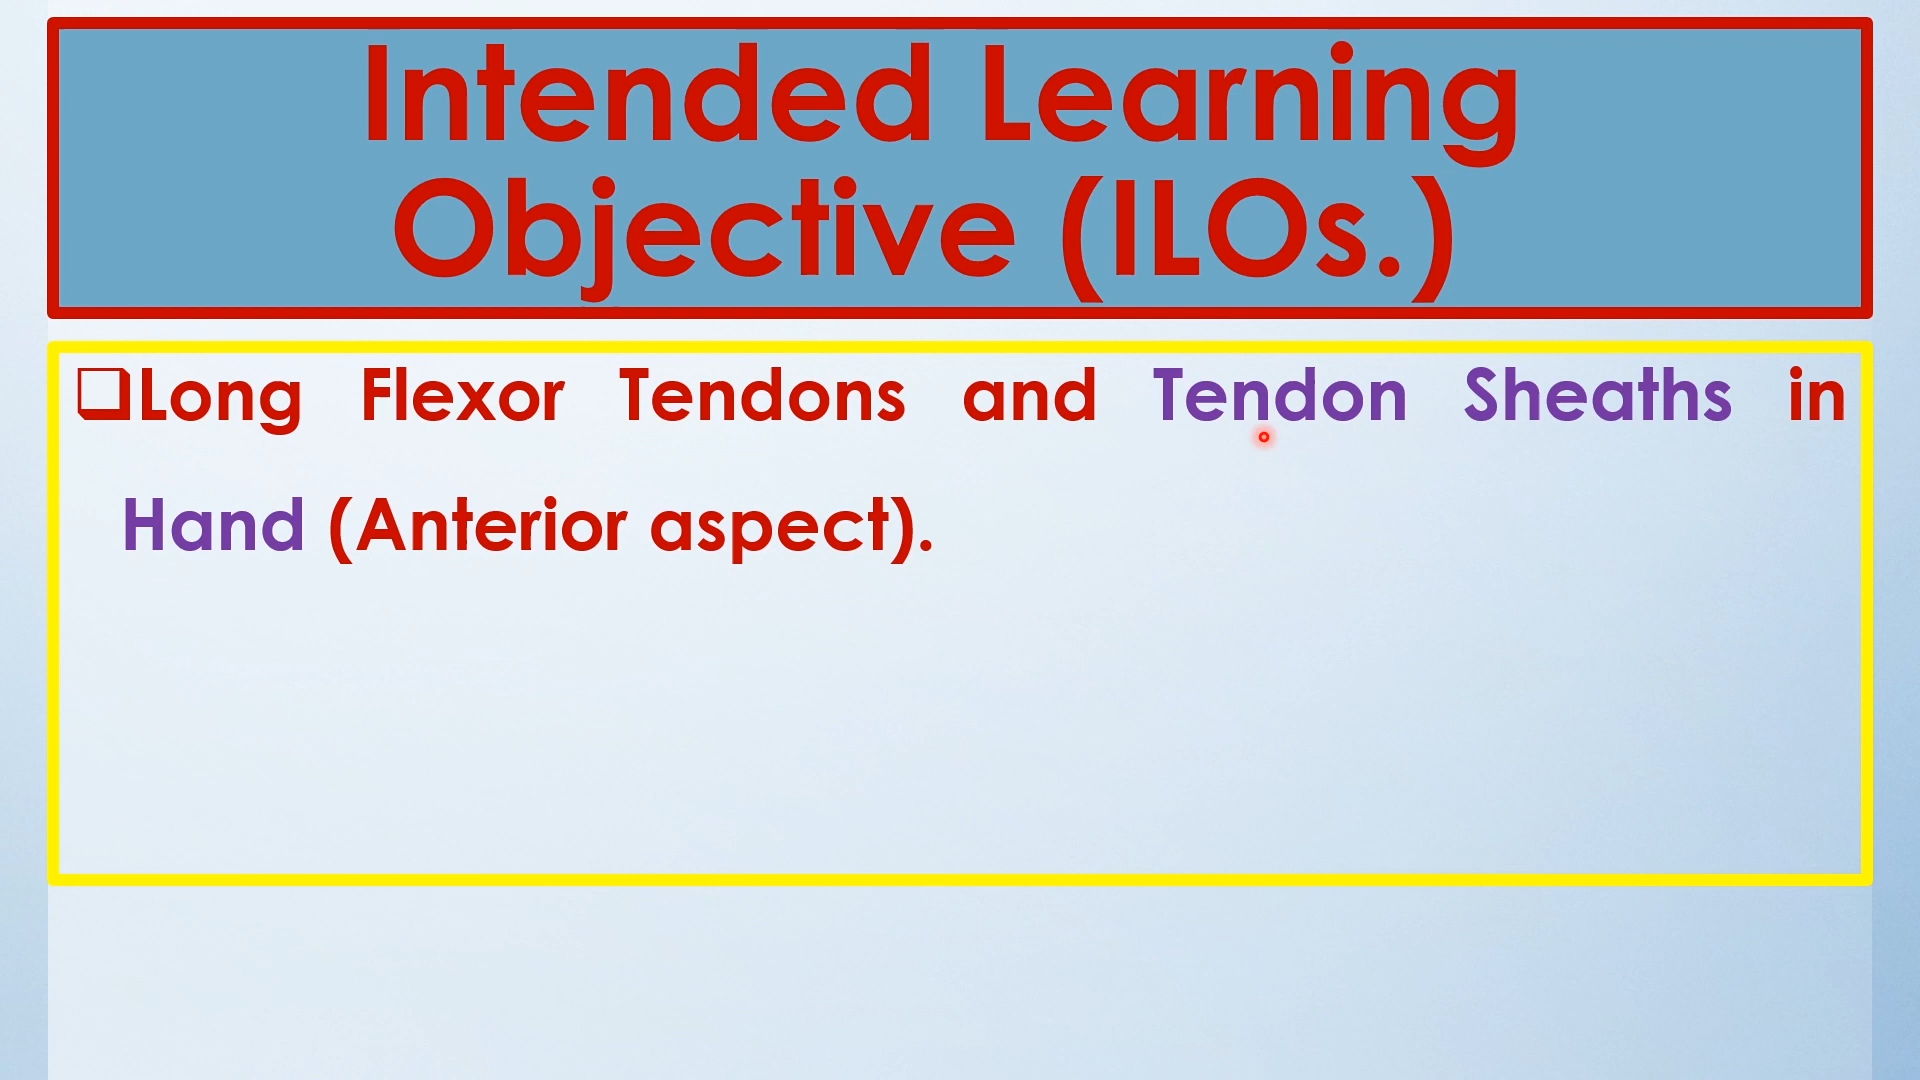 Intended Learning
Objective (ILOs.)
❑Long Flexor Tendons and Tendon Sheaths in
Hand (Anterior aspect).